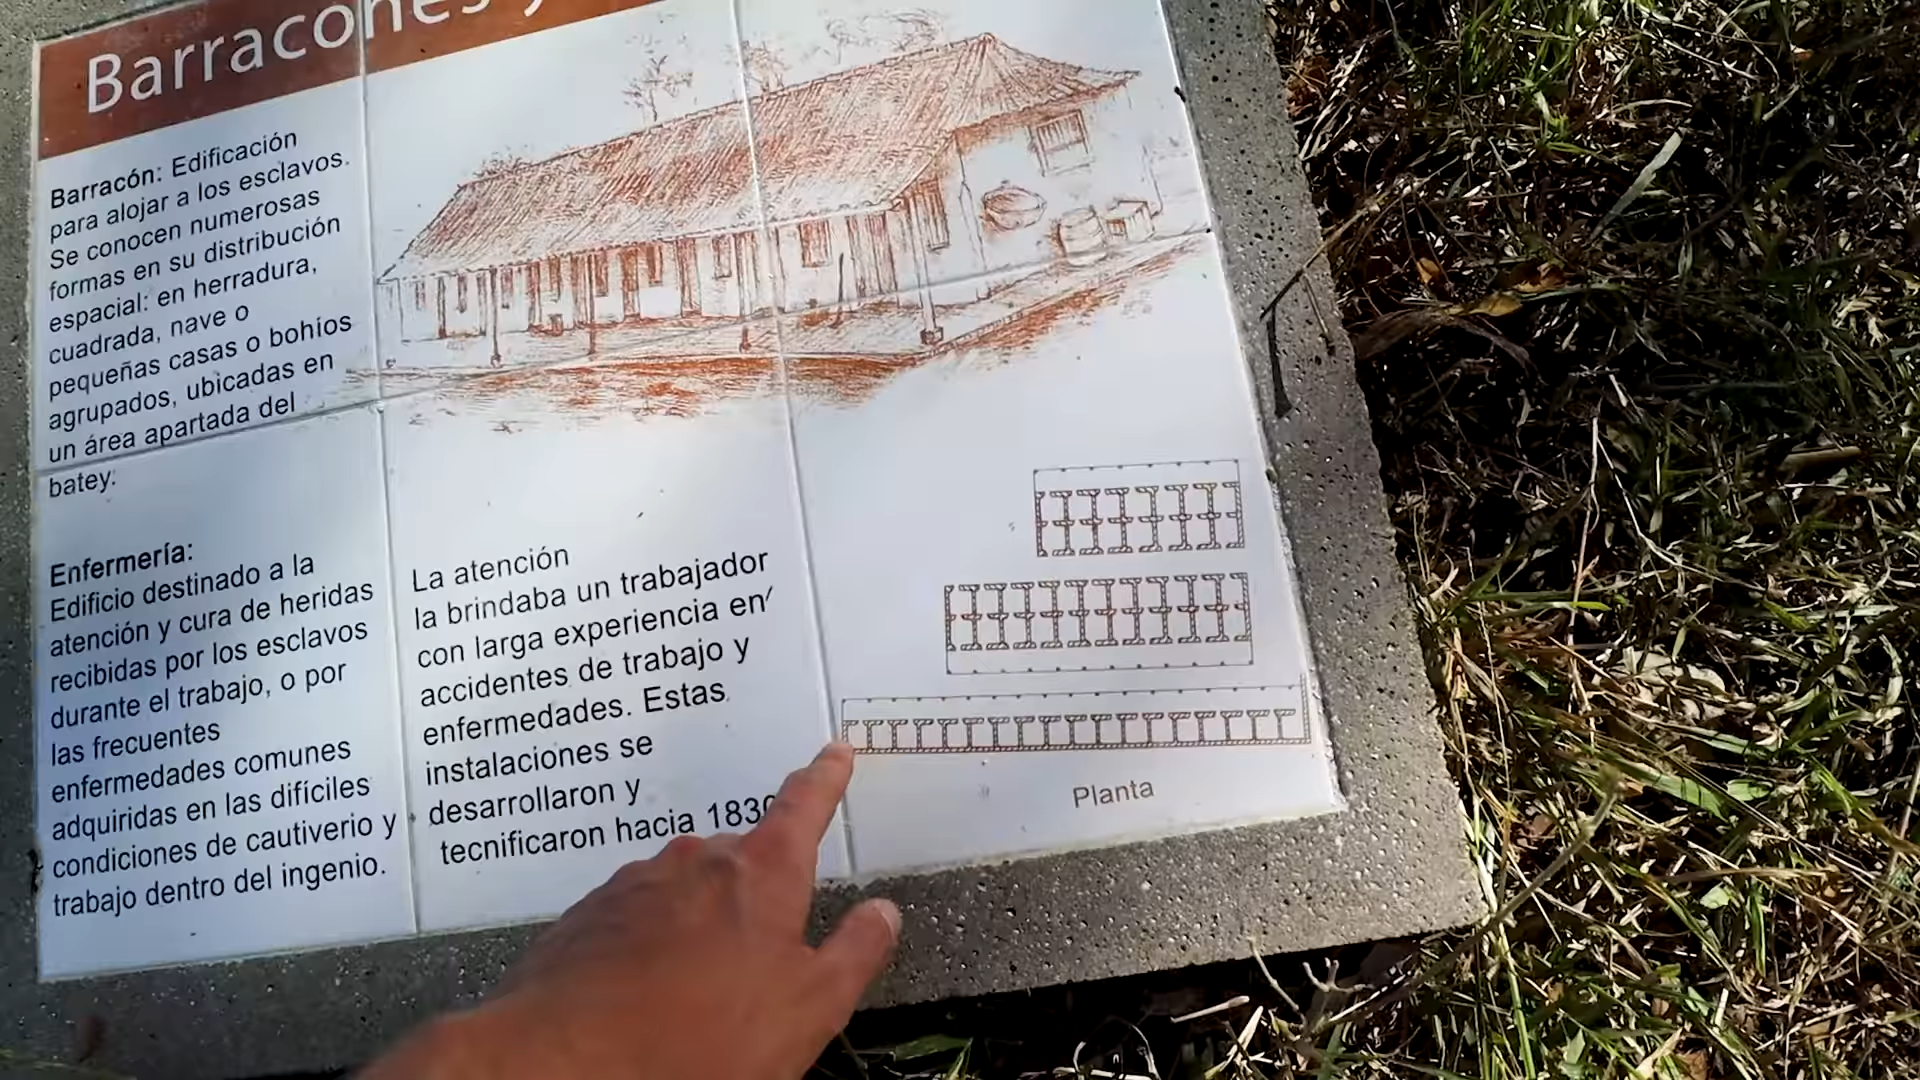 Barracones y
Barracón: Edificación
para alojar a los esclavos.
Se conocen numerosas
formas en su distribución
espacial: en herradura,
cuadrada, nave o
pequeñas casas o bohíos
agrupados, ubicadas en
un área apartada del
batey.
Enfermería:
Edificio destinado a la
atención y cura de heridas
recibidas por los esclavos
durante el trabajo, o por
las frecuentes
enfermedades comunes
adquiridas en las difíciles
condiciones de cautiverio y
trabajo dentro del ingenio.
La atención
la brindaba un trabajador
con larga experiencia en
accidentes de trabajo y
enfermedades. Estas
instalaciones se
desarrollaron y
tecnificaron hacia 1830
Planta